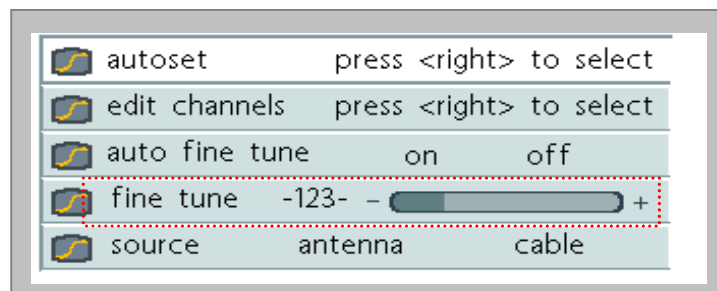 autoset press <right> to select
edit channels press <right> to select
auto fine tune on off
fine tune -123- – +
source antenna cable